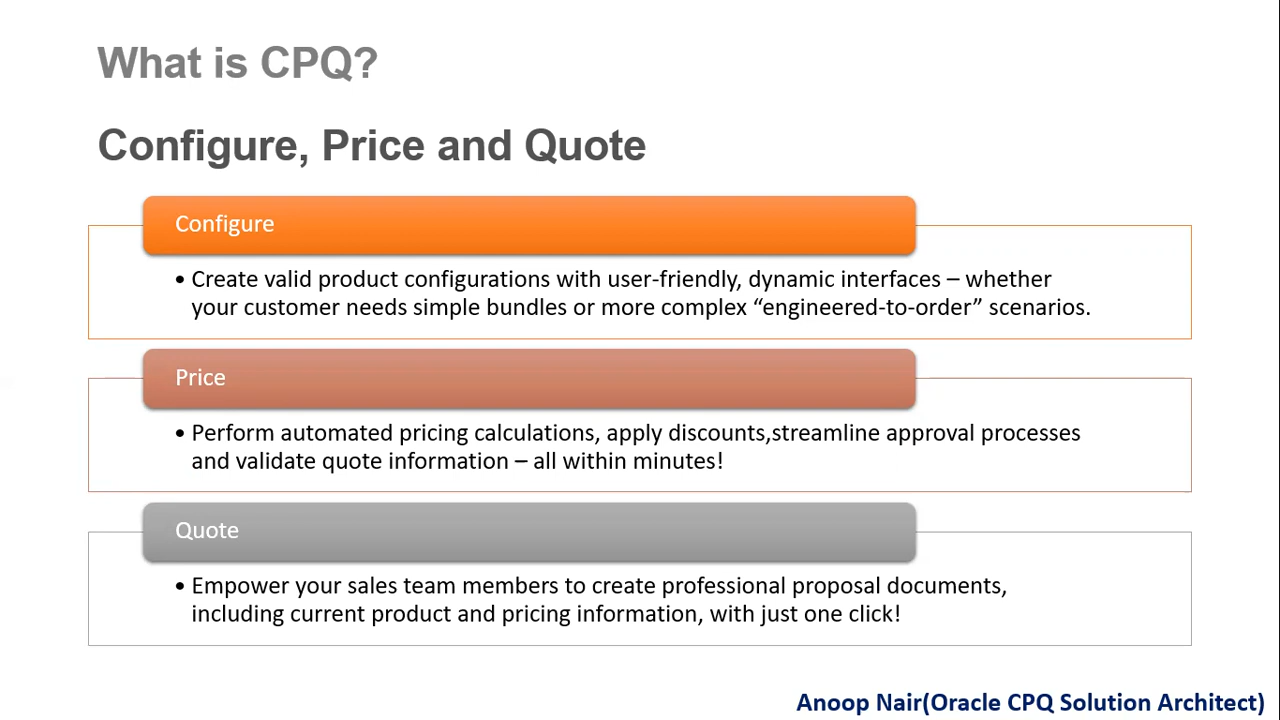 What is CPQ?
Configure, Price and Quote
Configure
• Create valid product configurations with user-friendly, dynamic interfaces – whether
your customer needs simple bundles or more complex “engineered-to-order” scenarios.
Price
• Perform automated pricing calculations, apply discounts,streamline approval processes
and validate quote information – all within minutes!
Quote
• Empower your sales team members to create professional proposal documents,
including current product and pricing information, with just one click!
Anoop Nair(Oracle CPQ Solution Architect)